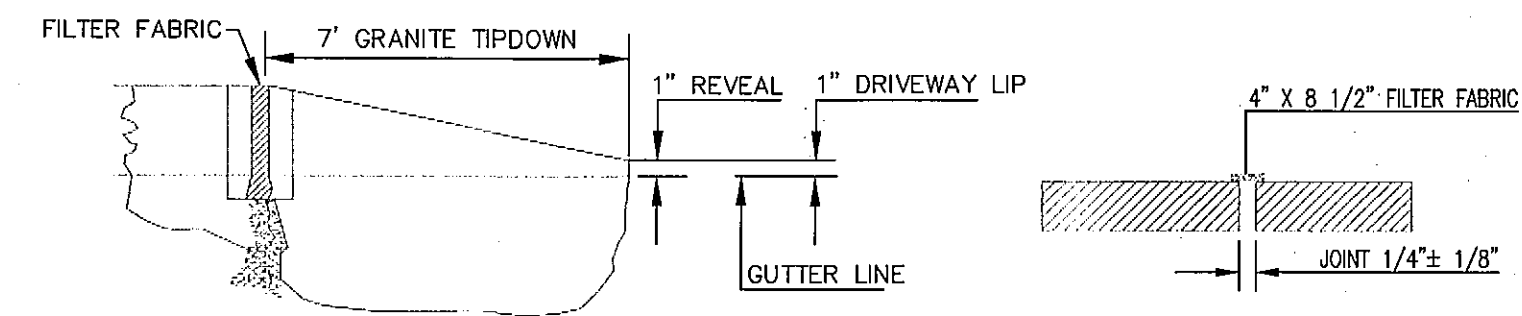 FILTER FABRIC
7' GRANITE TIPDOWN
1" REVEAL
1" DRIVEWAY LIP
4" X 8 1/2" FILTER FABRIC
JOINT 1/4"± 1/8"
GUTTER LINE